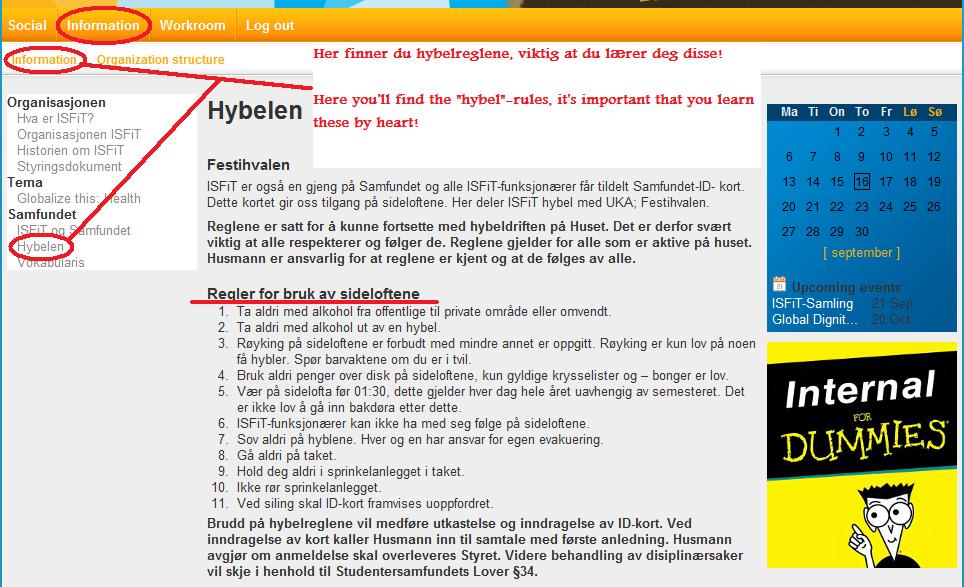 Social Information Workroom Log out
Information Organization structure
Her finner du hybelreglene, viktig at du lærer deg disse!
Here you'll find the "hybel"-rules, it's important that you learn
these by heart!
Organisasjonen
Hva er ISFiT?
Organisasjonen ISFiT
Historien om ISFiT
Styringsdokument
Tema
Globalize this: Health
Samfundet
ISFiT og Samfundet
Hybelen
Vokabularis
Hybelen
Festihvalen
ISFiT er også en gjeng på Samfundet og alle ISFiT-funksjonærer får tildelt Samfundet-ID- kort.
Dette kortet gir oss tilgang på sideloftene. Her deler ISFiT hybel med UKA; Festihvalen.
Reglene er satt for å kunne fortsette med hybeldriften på Huset. Det er derfor svært
viktig at alle respekterer og følger de. Reglene gjelder for alle som er aktive på huset.
Husmann er ansvarlig for at reglene er kjent og at de følges av alle.
Regler for bruk av sideloftene
1. Ta aldri med alkohol fra offentlige til private område eller omvendt.
2. Ta aldri med alkohol ut av en hybel.
3. Røyking på sideloftene er forbudt med mindre annet er oppgitt. Røyking er kun lov på noen
få hybler. Spør barvaktene om du er i tvil.
4. Bruk aldri penger over disk på sideloftene, kun gyldige krysselister og – bonger er lov.
5. Vær på sidelofta før 01:30, dette gjelder hver dag hele året uavhengig av semesteret. Det
er ikke lov å gå inn bakdøra etter dette.
6. ISFiT-funksjonærer kan ikke ha med seg følge på sideloftene.
7. Sov aldri på hyblene. Hver og en har ansvar for egen evakuering.
8. Gå aldri på taket.
9. Hold deg aldri i sprinkelanlegget i taket.
10. Ikke rør sprinkelanlegget.
11. Ved siling skal ID-kort framvises uoppfordret.
Brudd på hybelreglene vil medføre utkastelse og inndragelse av ID-kort. Ved
inndragelse av kort kaller Husmann inn til samtale med første anledning. Husmann
avgjør om anmeldelse skal overleveres Styret. Videre behandling av disiplinærsaker
vil skje i henhold til Studentersamfundets Lover §34.
Ma Ti On To Fr Lø Sø
1 2 3 4 5
6 7 8 9 10 11 12
13 14 15 16 17 18 19
20 21 22 23 24 25 26
27 28 29 30
[ september ]
21 Upcoming events
ISFiT-Samling 21 Sep
Global Dignit... 20 Oct
Internal
FOR
DUMMIES